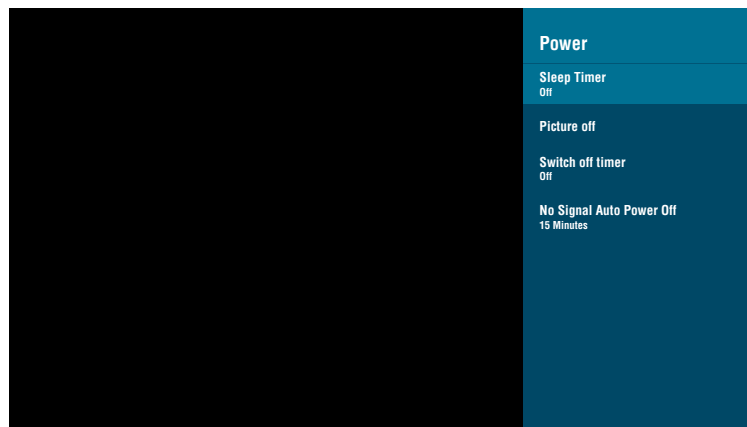 Power
Sleep Timer
Off
Picture off
Switch off timer
Off
No Signal Auto Power Off
15 Minutes